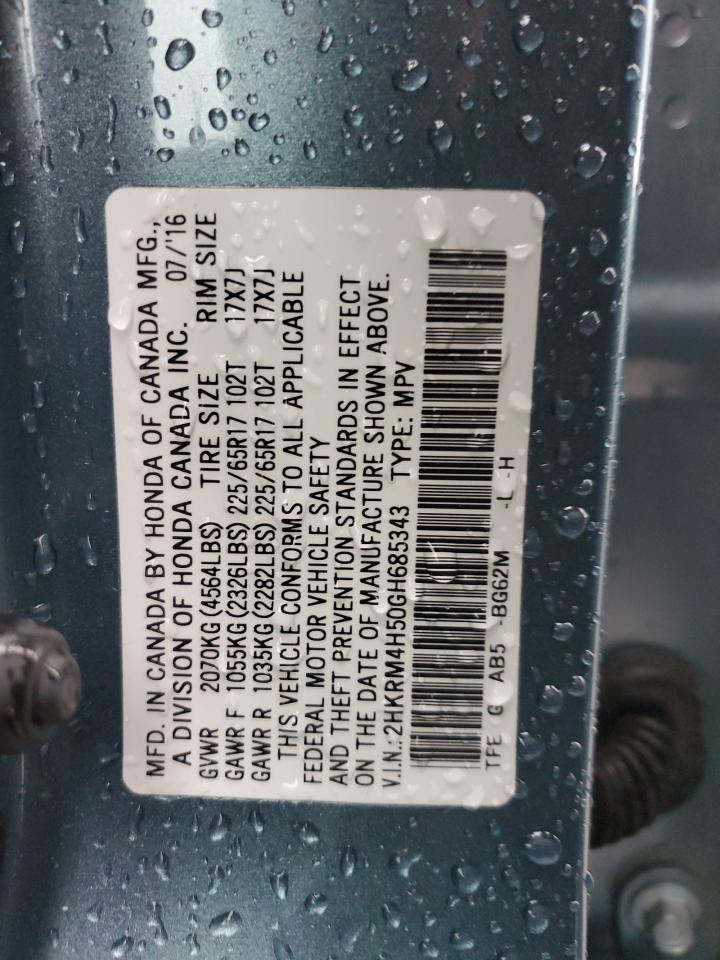 MFD. IN CANADA BY HONDA OF CANADA MFG.,
A DIVISION OF HONDA CANADA INC. 07/'16
GVWR 2070KG (4564LBS) TIRE SIZE RIM SIZE
GAWR F 1055KG (2326LBS) 225/65R17 102T 17X7J
GAWR R 1035KG (2282LBS) 225/65R17 102T 17X7J
THIS VEHICLE CONFORMS TO ALL APPLICABLE
FEDERAL MOTOR VEHICLE SAFETY
AND THEFT PREVENTION STANDARDS IN EFFECT
ON THE DATE OF MANUFACTURE SHOWN ABOVE.
V.I.N.: 2HKRM4H50GH685343 TYPE: MPV
TFE G AB5 -BG62M -L -H